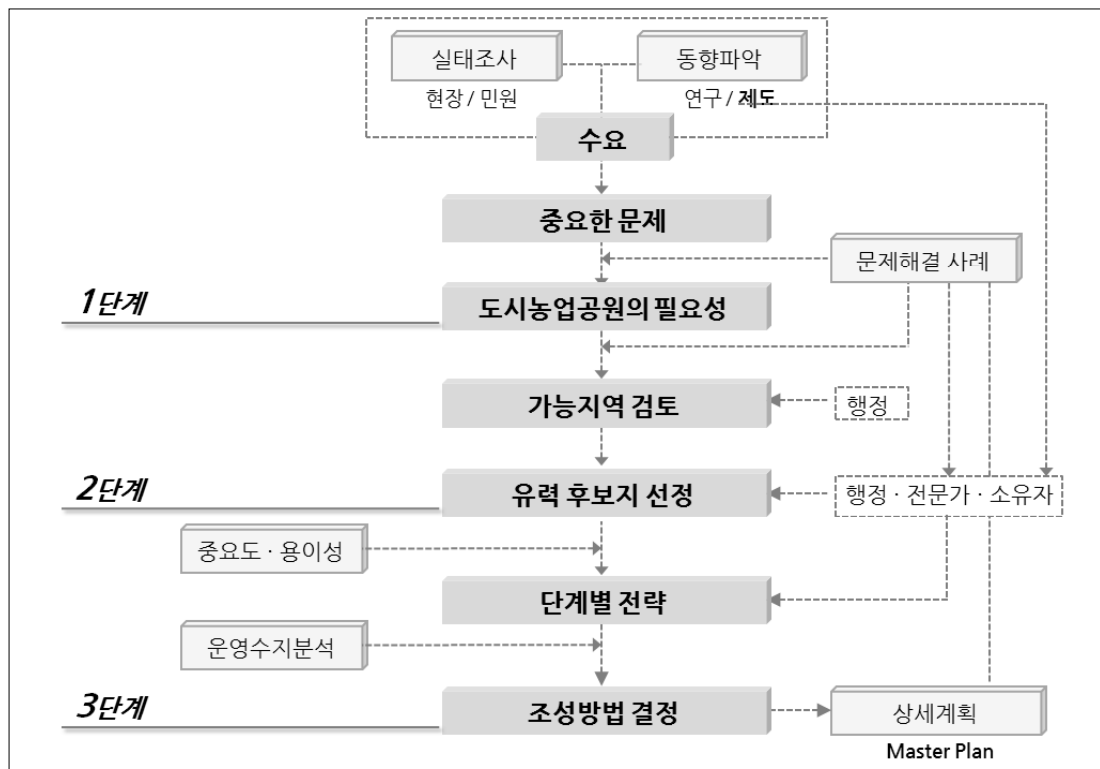 실태조사
동향파악
현장 / 민원
연구 / 제도
수요
중요한 문제
문제해결 사례
1단계
도시농업공원의 필요성
가능지역 검토
행정
2단계
유력 후보지 선정
행정 · 전문가 · 소유자
중요도 · 용이성
단계별 전략
운영수지분석
3단계
조성방법 결정
상세계획
Master Plan